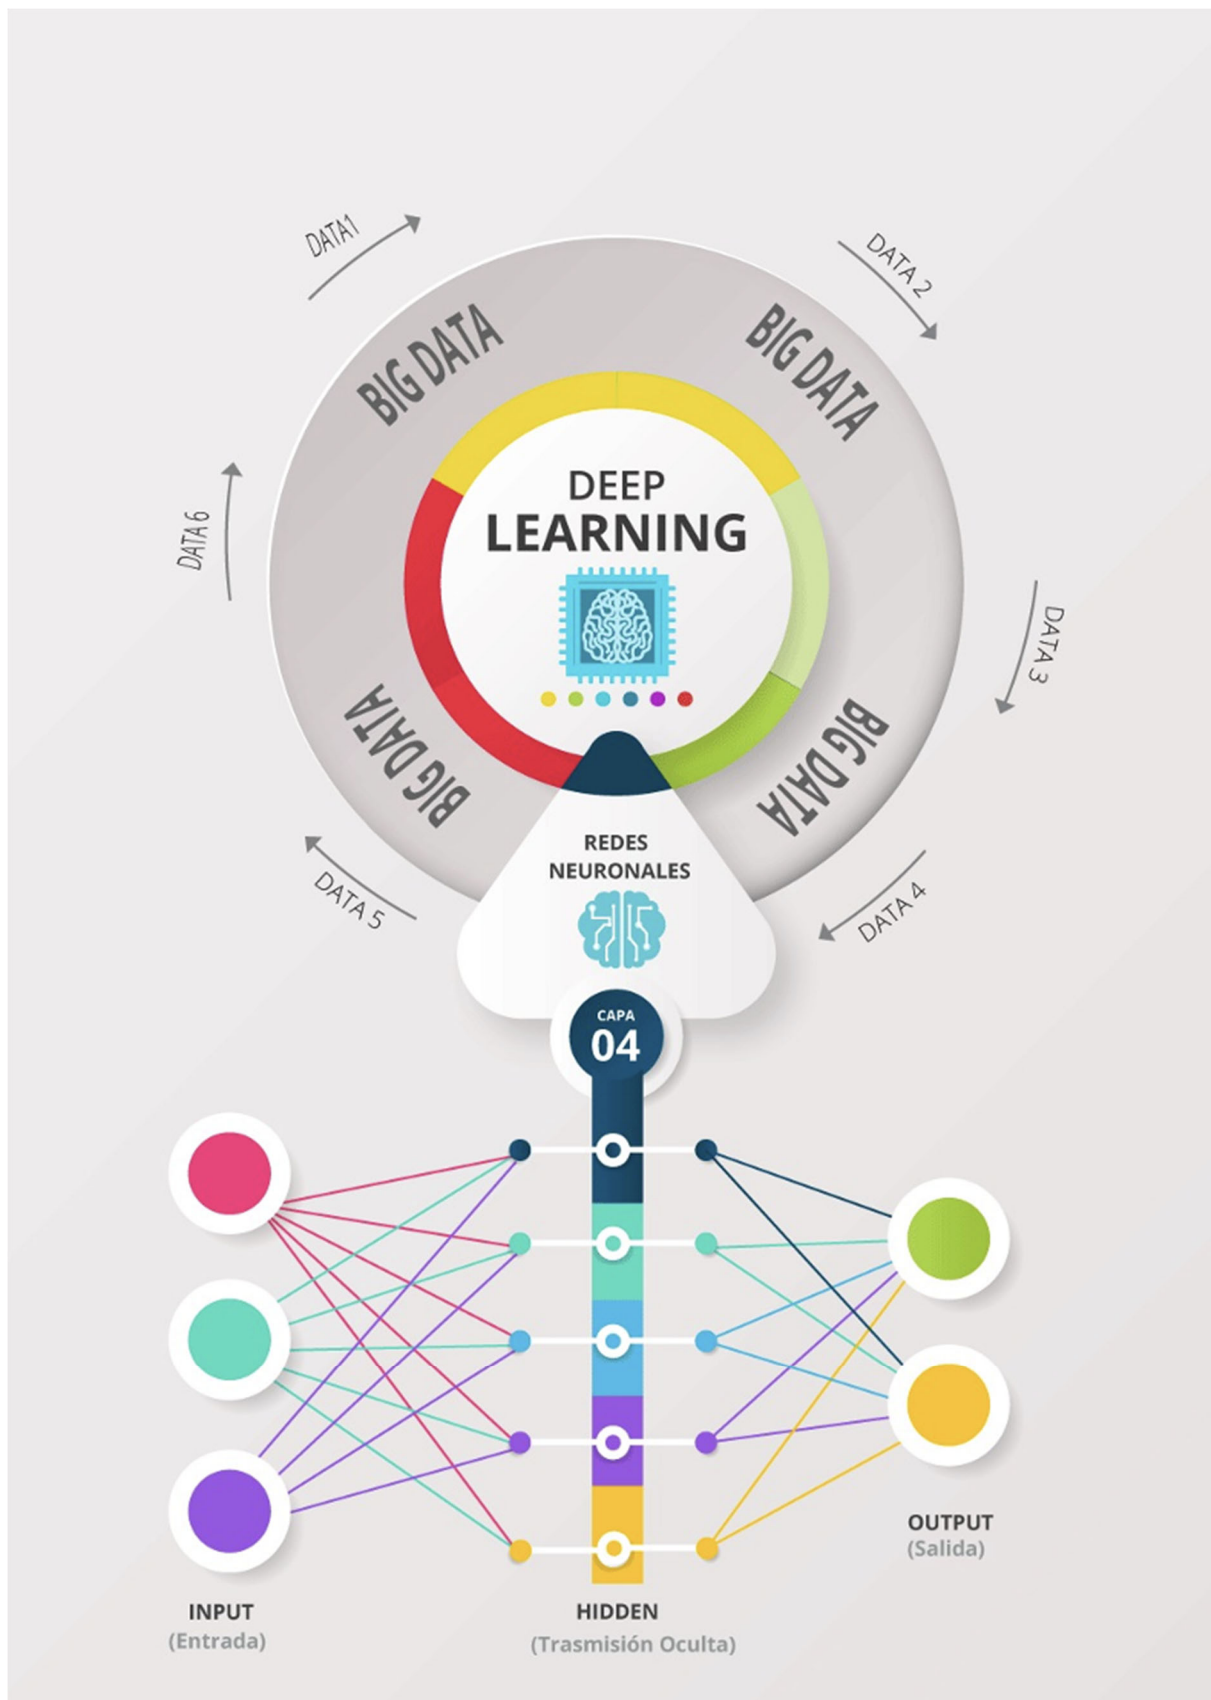 DATA1
DATA 2
BIG DATA
BIG DATA
DEEP
LEARNING
DATA 6
DATA 3
BIG DATA
BIG DATA
REDES
NEURONALES
DATA 5
DATA 4
CAPA
04
OUTPUT
(Salida)
INPUT
(Entrada)
HIDDEN
(Trasmisión Oculta)